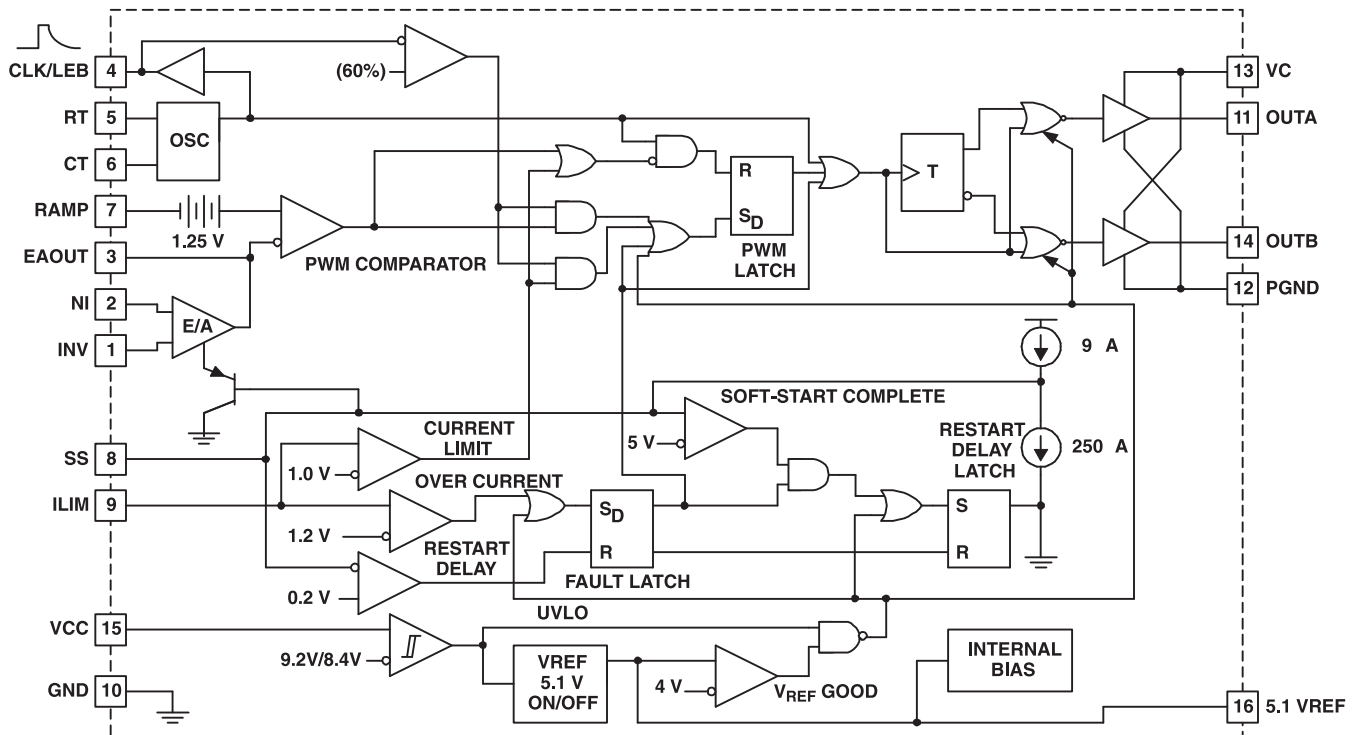 CLK/LEB 4
(60%)
13 VC
RT 5
OSC
11 OUTA
CT 6
T
R
RAMP 7
1.25 V
SD
EAOUT 3
PWM COMPARATOR
PWM
LATCH
14 OUTB
NI 2
12 PGND
E/A
INV 1
9 A
SOFT-START COMPLETE
CURRENT
LIMIT
5 V
RESTART
DELAY
LATCH
250 A
SS 8
1.0 V
OVER CURRENT
ILIM 9
SD
S
1.2 V
RESTART
DELAY
R
R
FAULT LATCH
0.2 V
UVLO
VCC 15
9.2V/8.4V
VREF
5.1 V
ON/OFF
INTERNAL
BIAS
4 V
VREF GOOD
GND 10
16 5.1 VREF